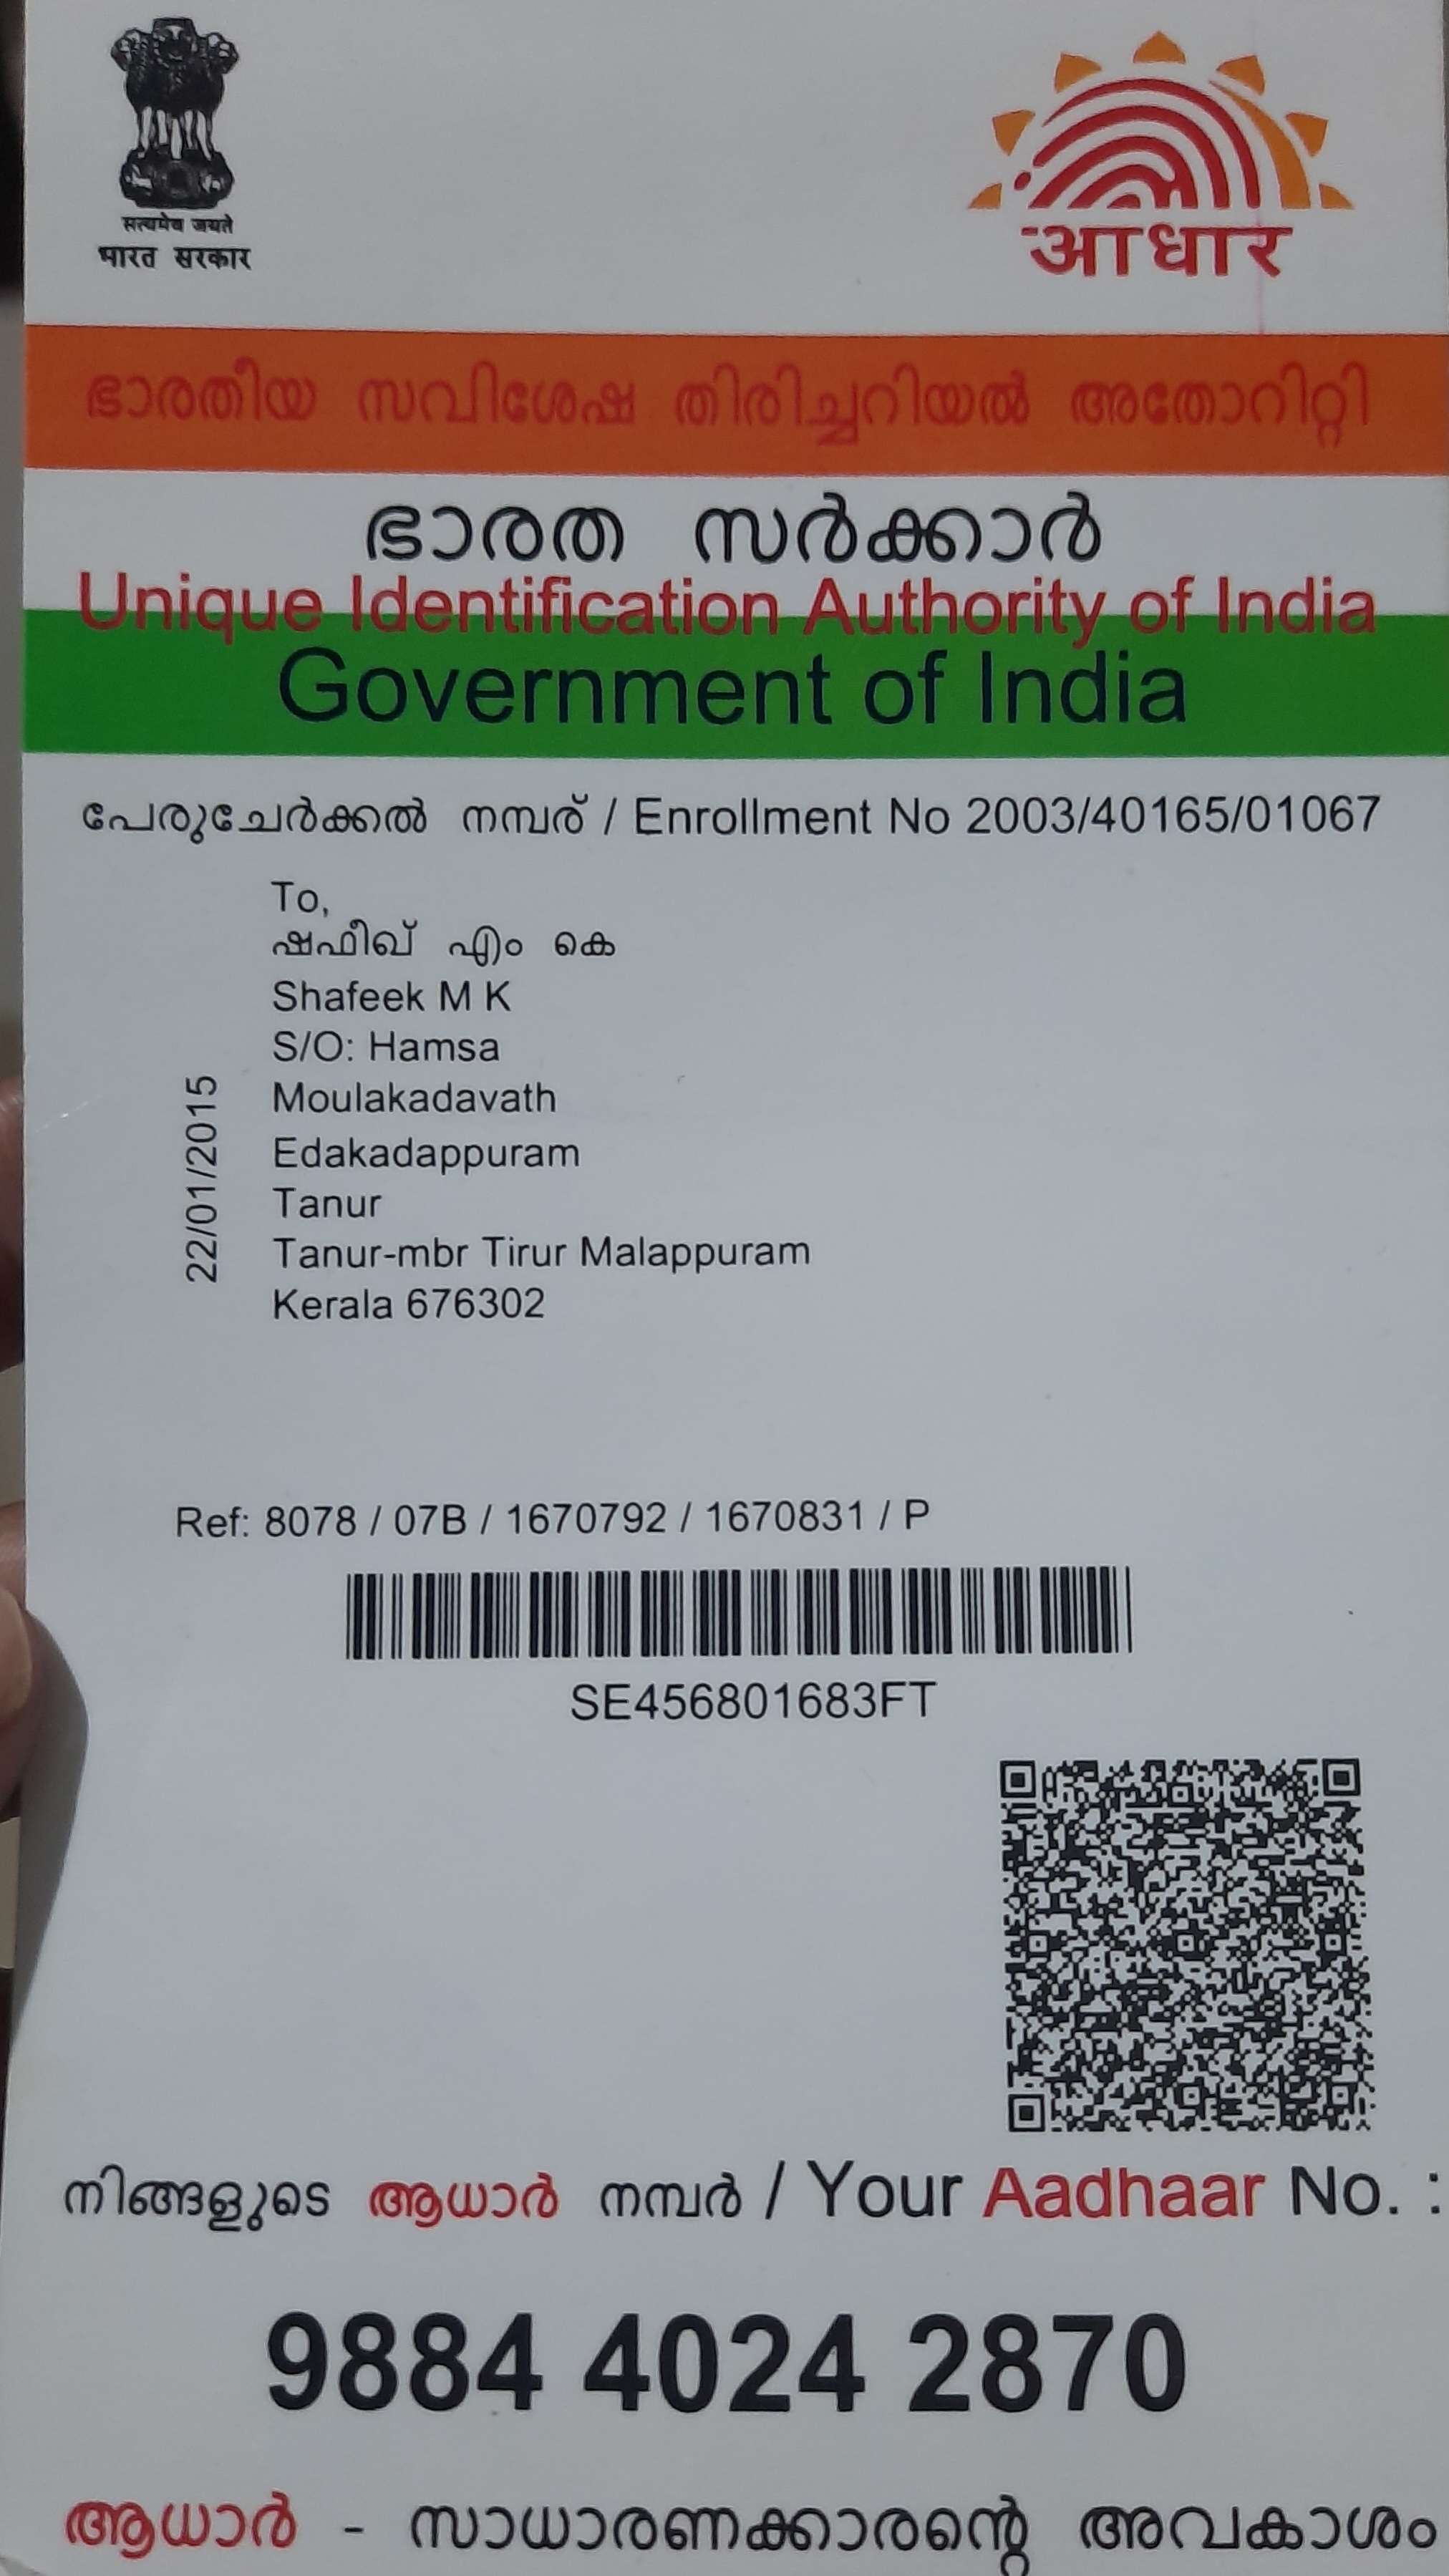 सत्यमेव जयते
भारत सरकार
आधार
ഭാരതീയ സവിശേഷ തിരിച്ചറിയൽ അതോറിറ്റി
ഭാരത സർക്കാർ
Unique Identification Authority of India
Government of India
പേരുചേർക്കൽ നമ്പര് / Enrollment No 2003/40165/01067
To,
ഷഫീഖ് എം കെ
Shafeek M K
S/O: Hamsa
Moulakadavath
Edakadappuram
Tanur
Tanur-mbr Tirur Malappuram
Kerala 676302
22/01/2015
Ref: 8078 / 07B / 1670792 / 1670831 / P
SE456801683FT
നിങ്ങളുടെ ആധാർ നമ്പർ / Your Aadhaar No. :
9884 4024 2870
ആധാർ - സാധാരണക്കാരന്റെ അവകാശം